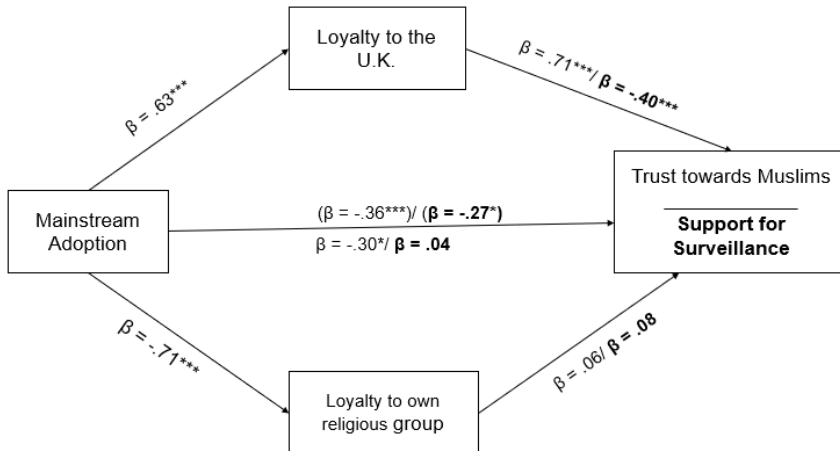 Loyalty to the
U.K.
β = .63***
β = .71***/ β = -.40***
Trust towards Muslims
Support for
Surveillance
Mainstream
Adoption
(β = -.36***)/ (β = -.27*)
β = -.30*/ β = .04
β = -.71***
β = .06/ β = .08
Loyalty to own
religious group